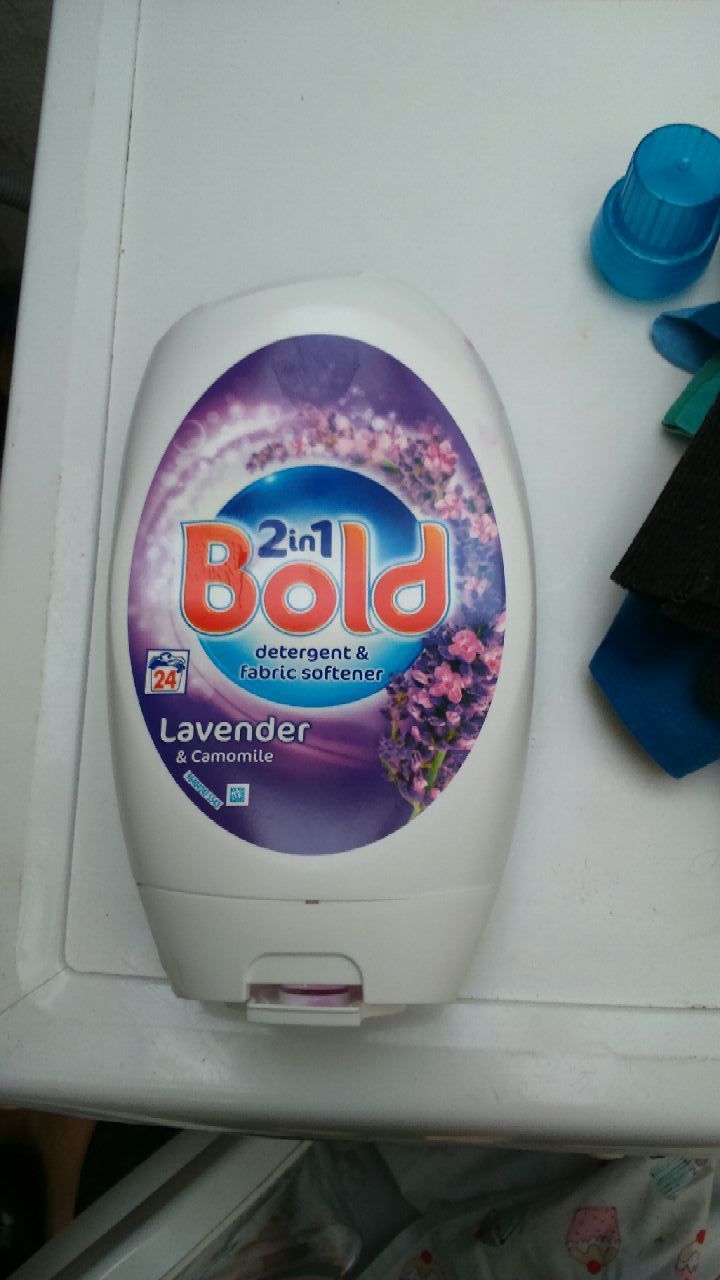 2in1
Bold
detergent &
fabric softener
24
Lavender
& Camomile